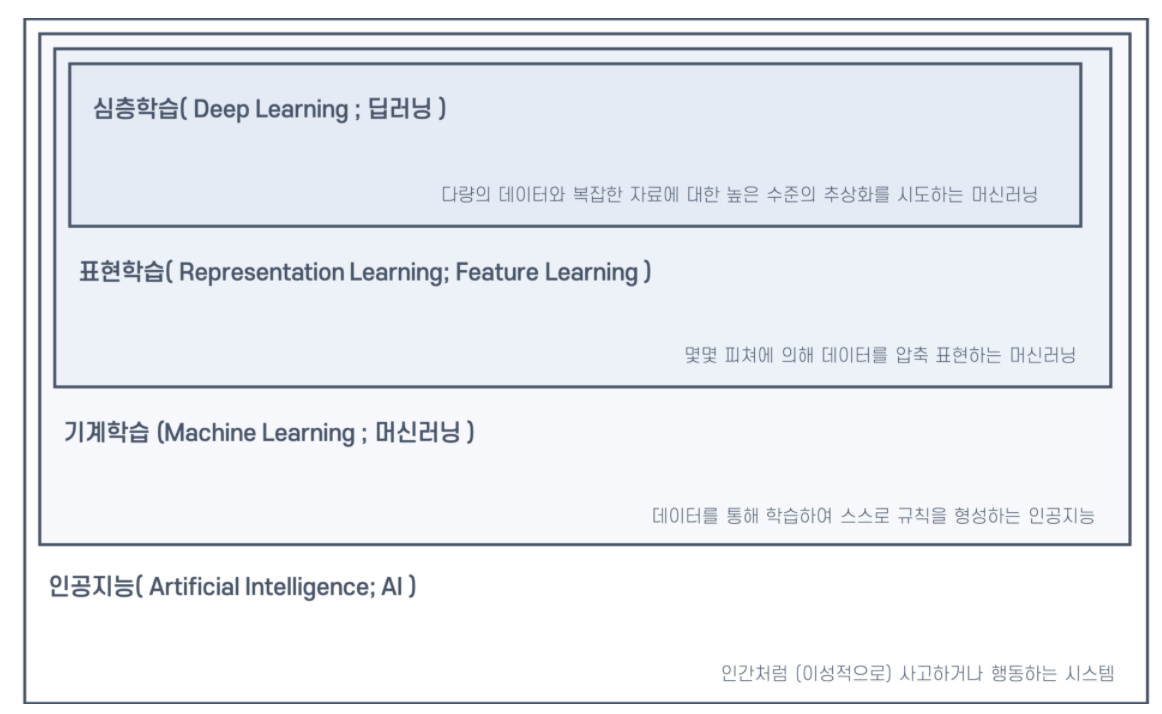 심층학습( Deep Learning ; 딥러닝 )
다량의 데이터와 복잡한 자료에 대한 높은 수준의 추상화를 시도하는 머신러닝
표현학습( Representation Learning; Feature Learning )
몇몇 피쳐에 의해 데이터를 압축 표현하는 머신러닝
기계학습 (Machine Learning ; 머신러닝 )
데이터를 통해 학습하여 스스로 규칙을 형성하는 인공지능
인공지능( Artificial Intelligence; AI )
인간처럼 (이성적으로) 사고하거나 행동하는 시스템